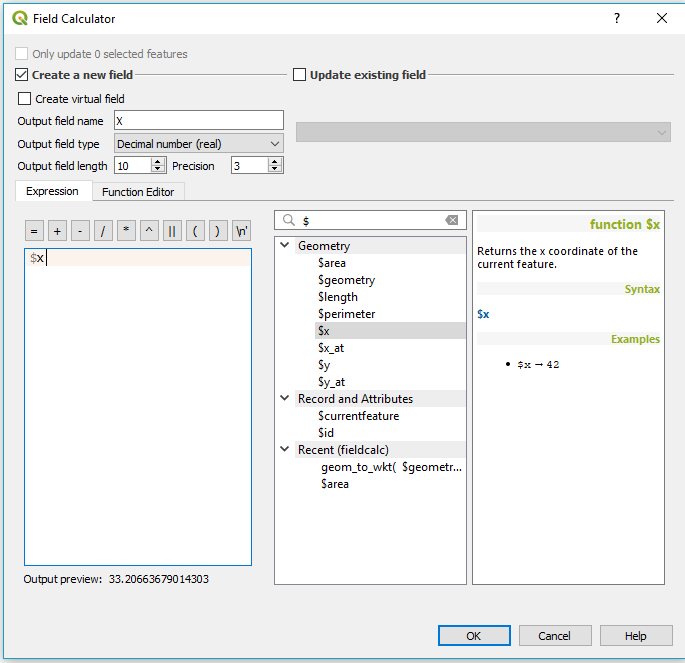 Field Calculator ?
Only update 0 selected features
Create a new field
Update existing field
Create virtual field
Output field name X
Output field type Decimal number (real)
Output field length 10 Precision 3
Expression Function Editor
= + - / * ^ || ( ) '\n'
$x
Output preview: 33.20663679014303
$
Geometry
$area
$geometry
$length
$perimeter
$x
$x_at
$y
$y_at
Record and Attributes
$currentfeature
$id
Recent (fieldcalc)
geom_to_wkt( $geometr...
$area
function $x
Returns the x coordinate of the
current feature.
Syntax
$x
Examples
• $x → 42
OK Cancel Help